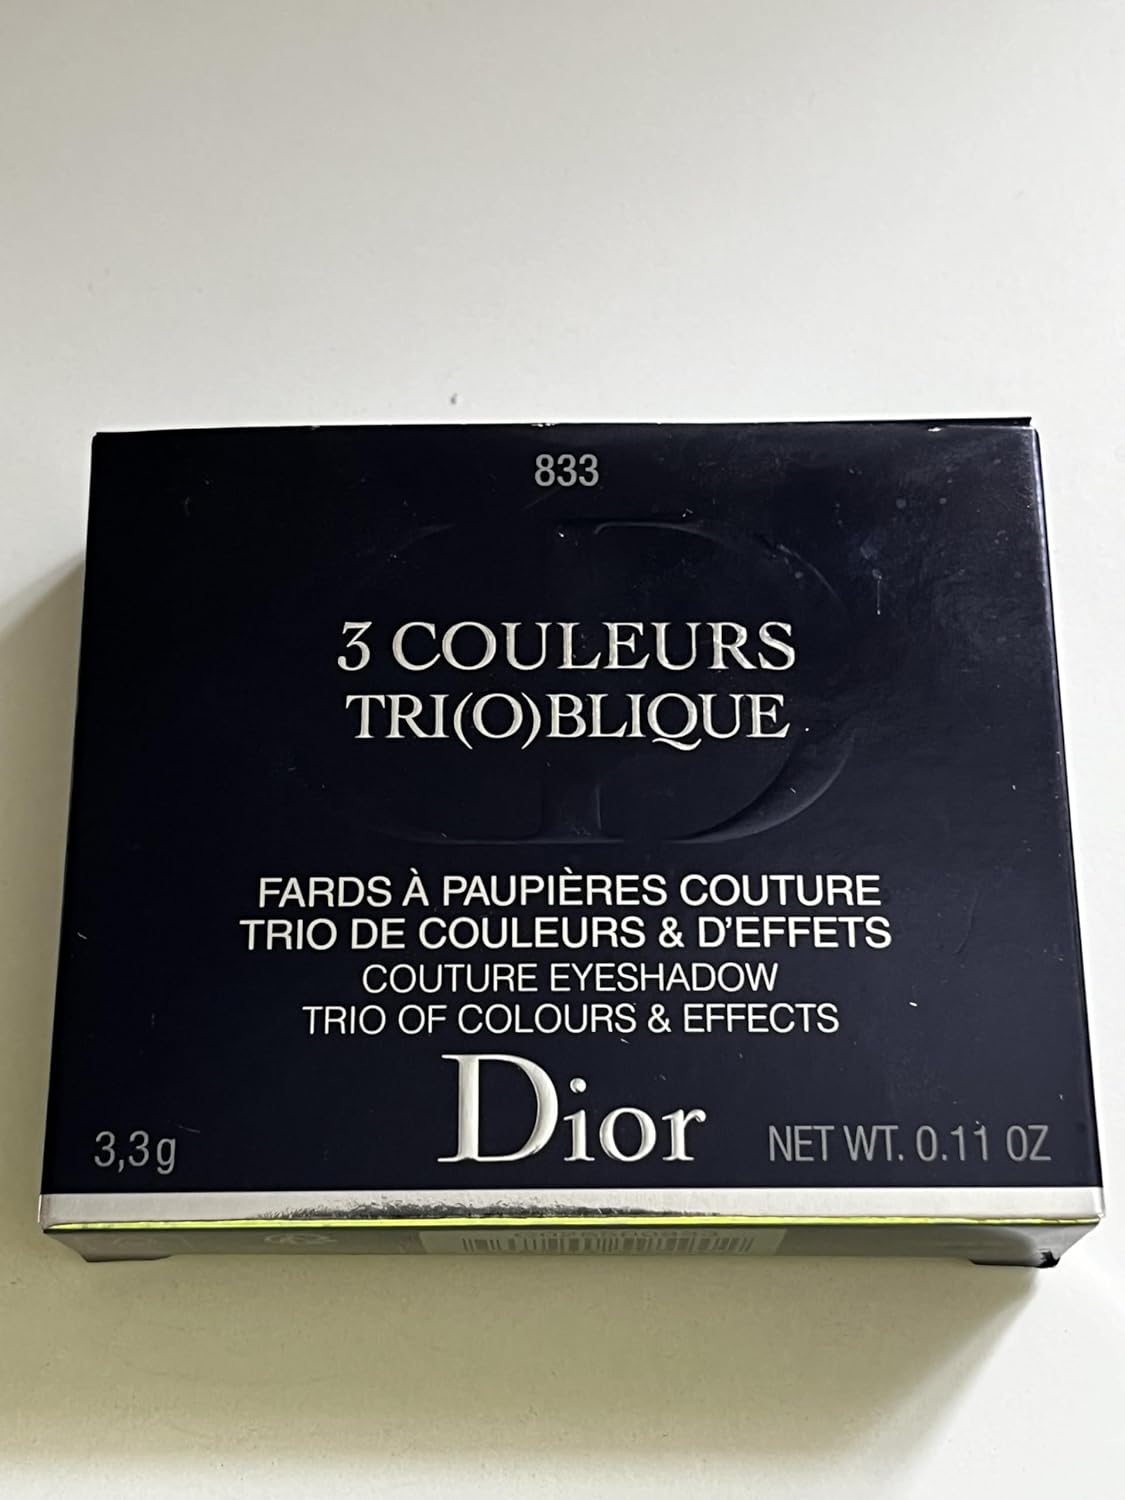 833
3 COULEURS
TRI(O)BLIQUE
FARDS À PAUPIÈRES COUTURE
TRIO DE COULEURS & D'EFFETS
COUTURE EYESHADOW
TRIO OF COLOURS & EFFECTS
Dior
3,3g
NET WT. 0.11 OZ